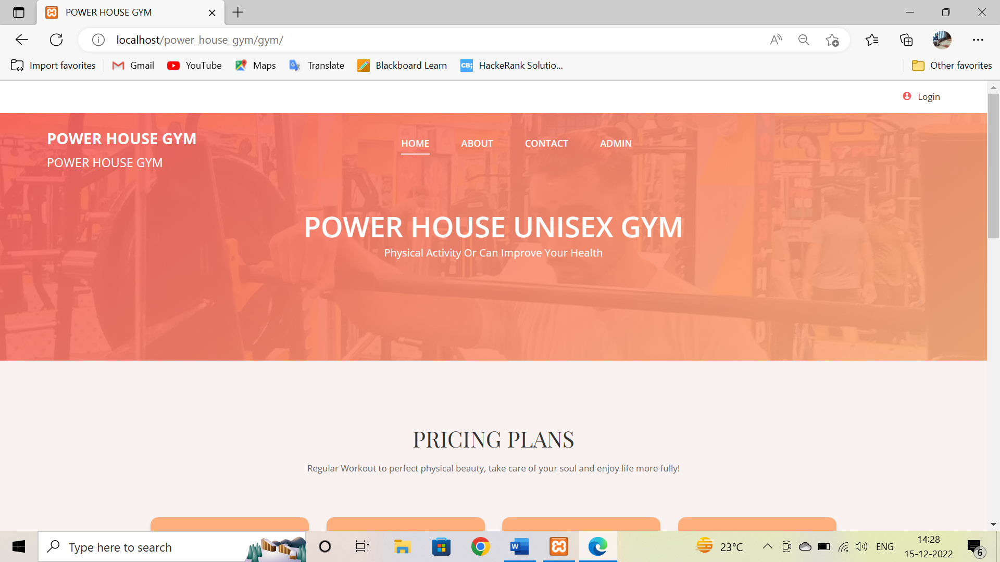 POWER HOUSE GYM
localhost/power_house_gym/gym/
Import favorites Gmail YouTube Maps Translate Blackboard Learn HackeRank Solutio... Other favorites
Login
POWER HOUSE GYM
HOME ABOUT CONTACT ADMIN
POWER HOUSE GYM
POWER HOUSE UNISEX GYM
Physical Activity Or Can Improve Your Health
PRICING PLANS
Regular Workout to perfect physical beauty, take care of your soul and enjoy life more fully!
Type here to search 23°C ENG 14:28
15-12-2022 6